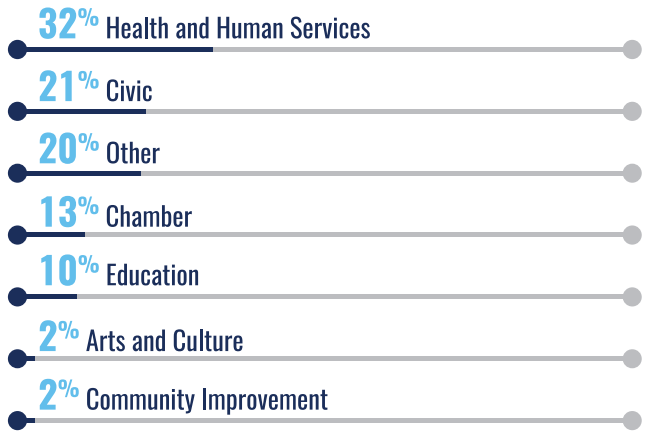 32% Health and Human Services
21% Civic
20% Other
13% Chamber
10% Education
2% Arts and Culture
2% Community Improvement